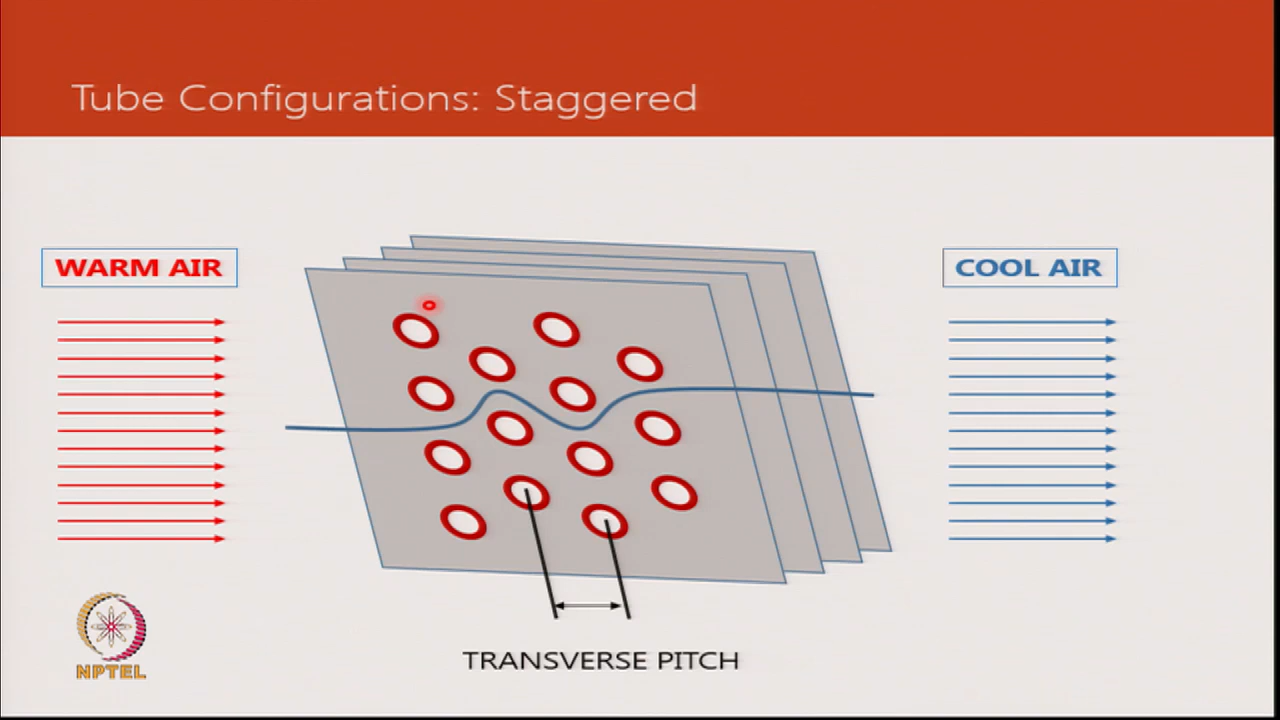 Tube Configurations: Staggered
WARM AIR
COOL AIR
TRANSVERSE PITCH
NPTEL